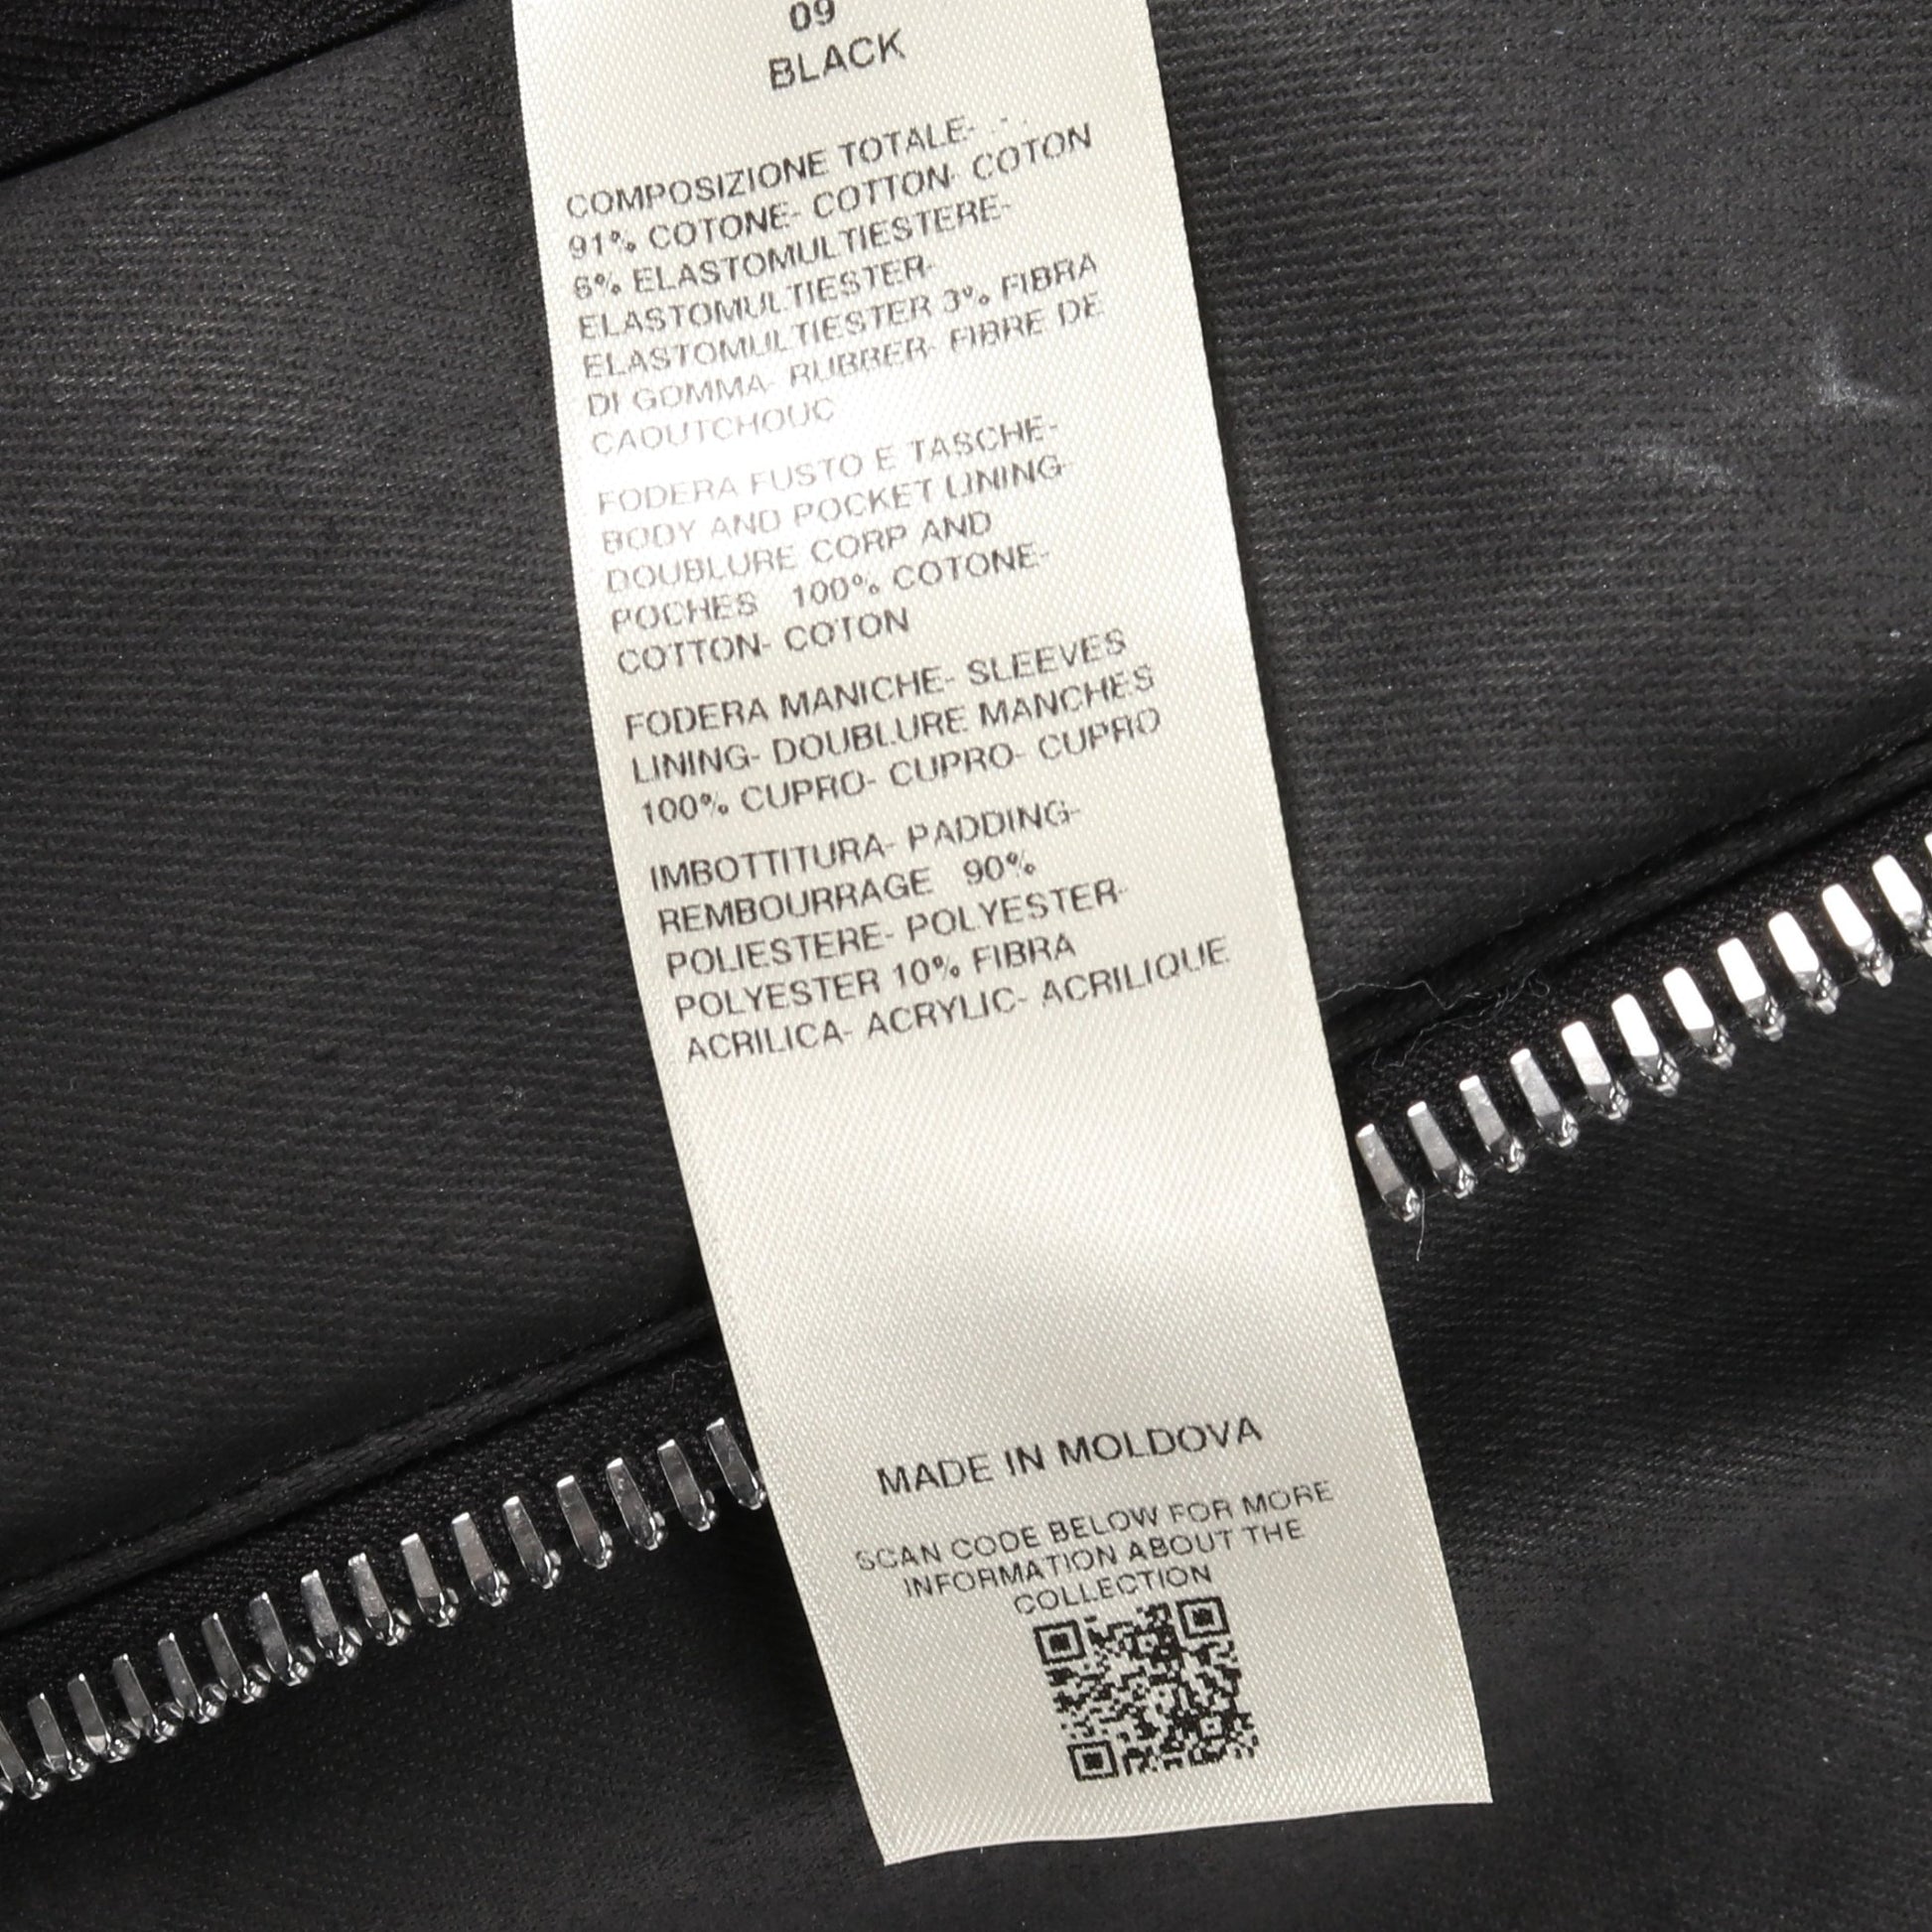 09
BLACK
COMPOSIZIONE TOTALE-
91% COTONE- COTTON- COTON
6% ELASTOMULTIESTERE-
ELASTOMULTIESTER-
ELASTOMULTIESTER 3% FIBRA
DI GOMMA- RUBBER- FIBRE DE
CAOUTCHOUC
FODERA FUSTO E TASCHE-
BODY AND POCKET LINING-
DOUBLURE CORP AND
POCHES 100% COTONE-
COTTON- COTON
FODERA MANICHE- SLEEVES
LINING- DOUBLURE MANCHES
100% CUPRO- CUPRO- CUPRO
IMBOTTITURA- PADDING-
REMBOURRAGE 90%
POLIESTERE- POLYESTER-
POLYESTER 10% FIBRA
ACRILICA- ACRYLIC- ACRILIQUE
MADE IN MOLDOVA
SCAN CODE BELOW FOR MORE
INFORMATION ABOUT THE
COLLECTION